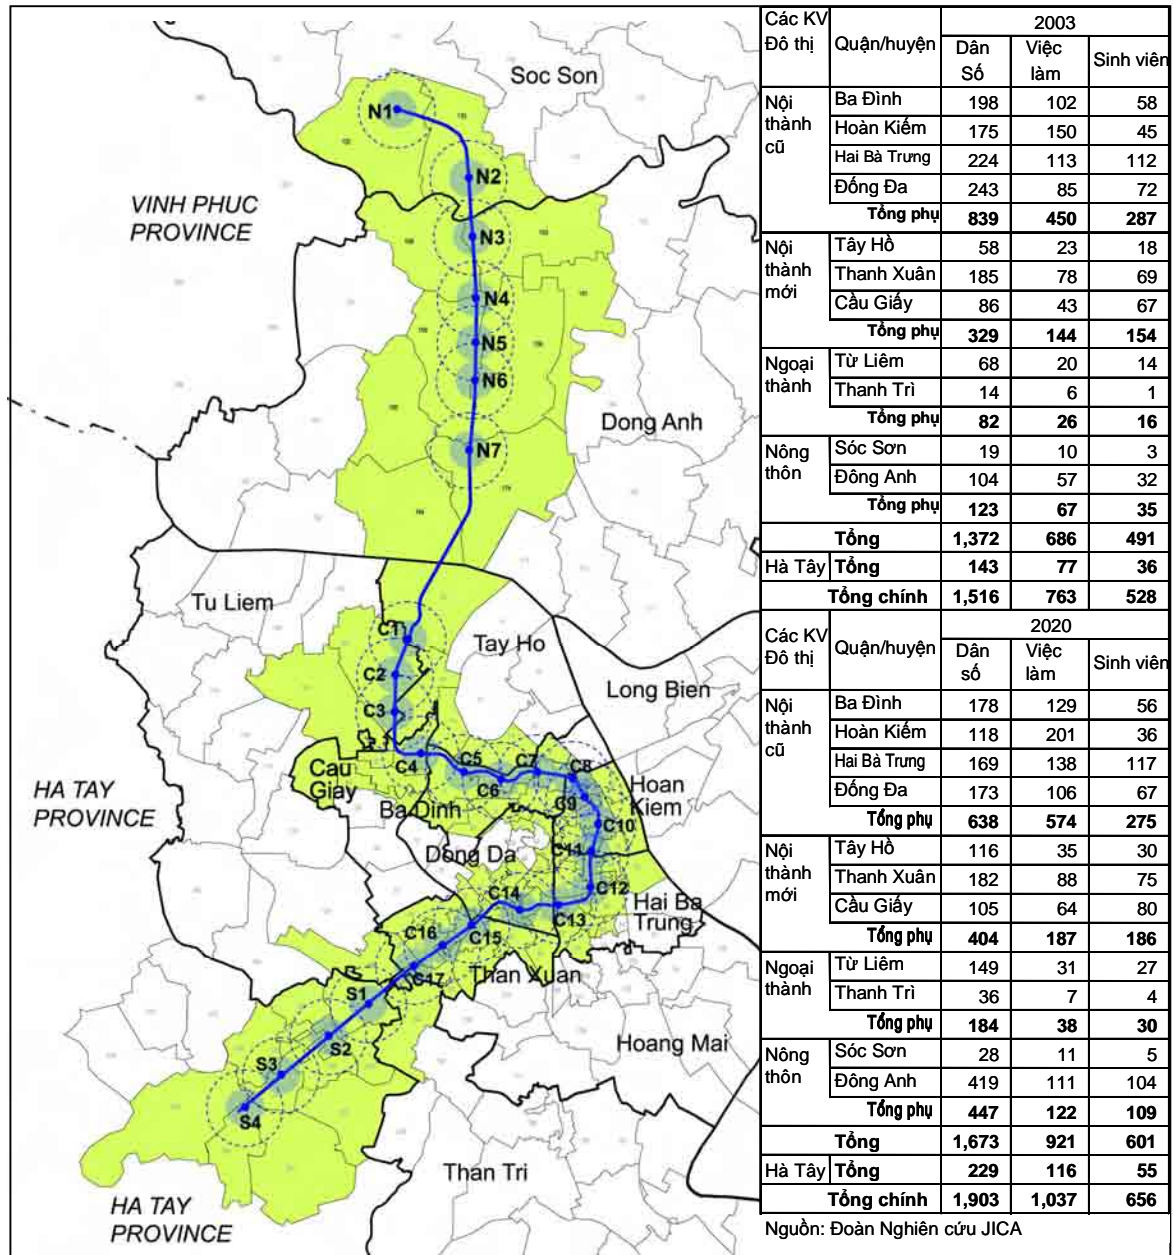 Soc Son
N1
N2
VINH PHUC
PROVINCE
N3
N4
N5
N6
Dong Anh
N7
Tu Liem
C1
Tay Ho
C2
Long Bien
C3
C4
C5
C7
C8
C6
C9
Cau
Giay
Hoan
Kiem
HA TAY
PROVINCE
Ba Dinh
C10
Dong Da
C11
C12
C14
C13
Hai Ba
Trung
C16
C15
C17
Than Xuan
S1
S2
Hoang Mai
S3
S4
Than Tri
HA TAY
PROVINCE
Các KV Đô thị Quận/huyện 2003
Dân Số Việc làm Sinh viên
Nội thành cũ Ba Đình 198 102 58
Hoàn Kiếm 175 150 45
Hai Bà Trưng 224 113 112
Đống Đa 243 85 72
Tổng phụ 839 450 287
Nội thành mới Tây Hồ 58 23 18
Thanh Xuân 185 78 69
Cầu Giấy 86 43 67
Tổng phụ 329 144 154
Ngoại thành Từ Liêm 68 20 14
Thanh Trì 14 6 1
Tổng phụ 82 26 16
Nông thôn Sóc Sơn 19 10 3
Đông Anh 104 57 32
Tổng phụ 123 67 35
Tổng 1,372 686 491
Hà Tây Tổng 143 77 36
Tổng chính 1,516 763 528
Các KV Đô thị Quận/huyện 2020
Dân số Việc làm Sinh viên
Nội thành cũ Ba Đình 178 129 56
Hoàn Kiếm 118 201 36
Hai Bà Trưng 169 138 117
Đống Đa 173 106 67
Tổng phụ 638 574 275
Nội thành mới Tây Hồ 116 35 30
Thanh Xuân 182 88 75
Cầu Giấy 105 64 80
Tổng phụ 404 187 186
Ngoại thành Từ Liêm 149 31 27
Thanh Trì 36 7 4
Tổng phụ 184 38 30
Nông thôn Sóc Sơn 28 11 5
Đông Anh 419 111 104
Tổng phụ 447 122 109
Tổng 1,673 921 601
Hà Tây Tổng 229 116 55
Tổng chính 1,903 1,037 656
Nguồn: Đoàn Nghiên cứu JICA